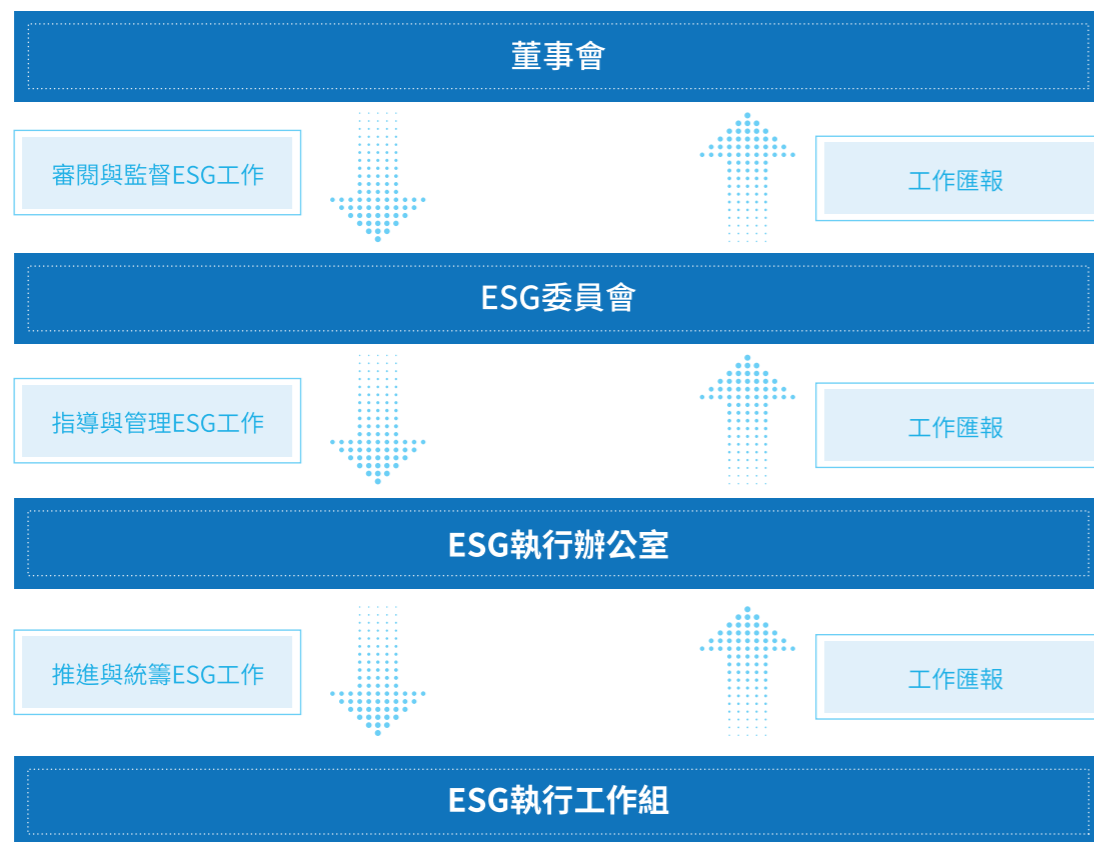 董事會
審閱與監督ESG工作
工作匯報
ESG委員會
指導與管理ESG工作
工作匯報
ESG執行辦公室
推進與統籌ESG工作
工作匯報
ESG執行工作組